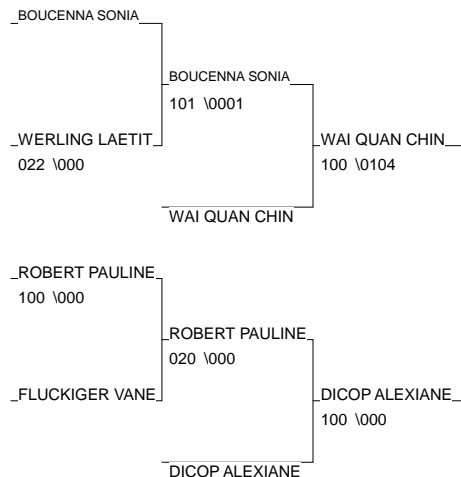 BOUCENNA SONIA
BOUCENNA SONIA
101 \0001
WERLING LAETIT
022 \000
WAI QUAN CHIN
100 \0104
WAI QUAN CHIN
ROBERT PAULINE
100 \000
ROBERT PAULINE
020 \000
FLUCKIGER VANE
DICOP ALEXIANE
100 \000
DICOP ALEXIANE